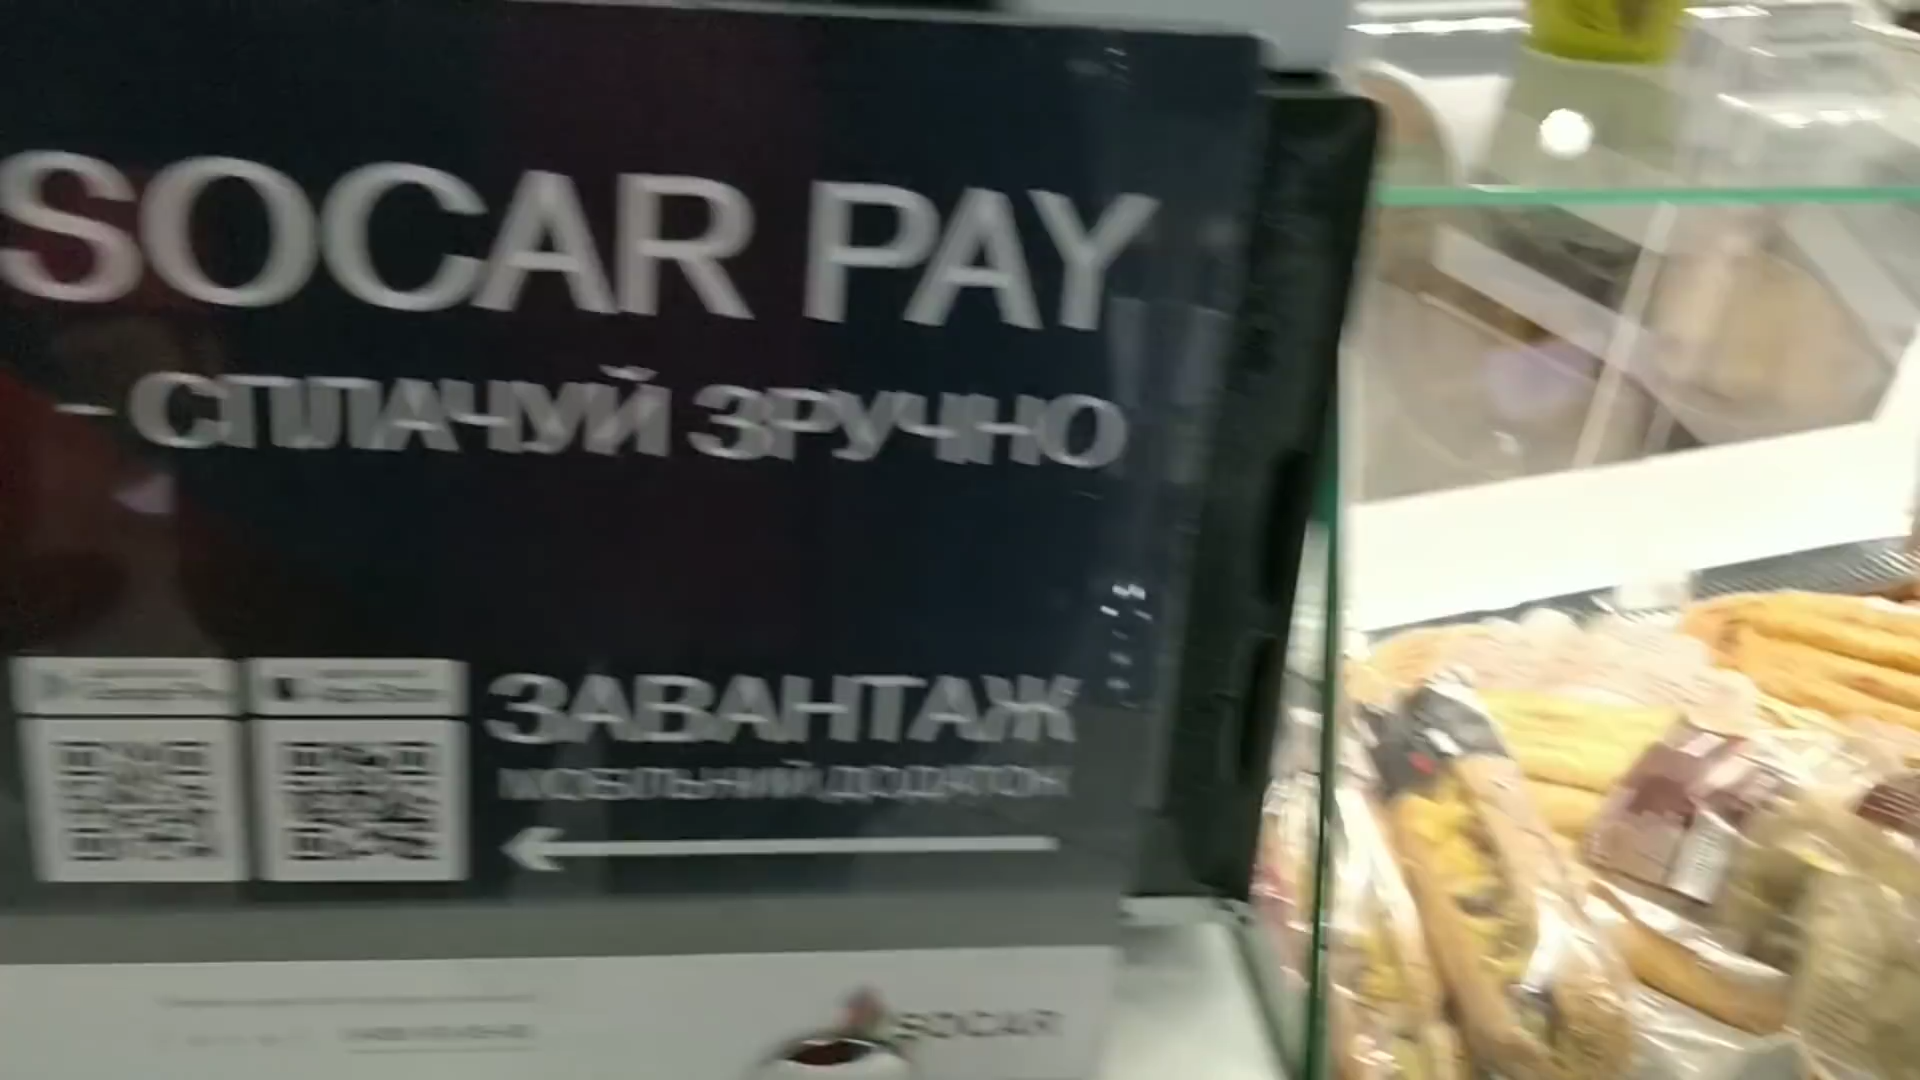 SOCAR PAY
- СПЛАЧУЙ ЗРУЧНО
ЗАВАНТАЖ
МОБІЛЬНИЙ ДОДАТОК
SOCAR